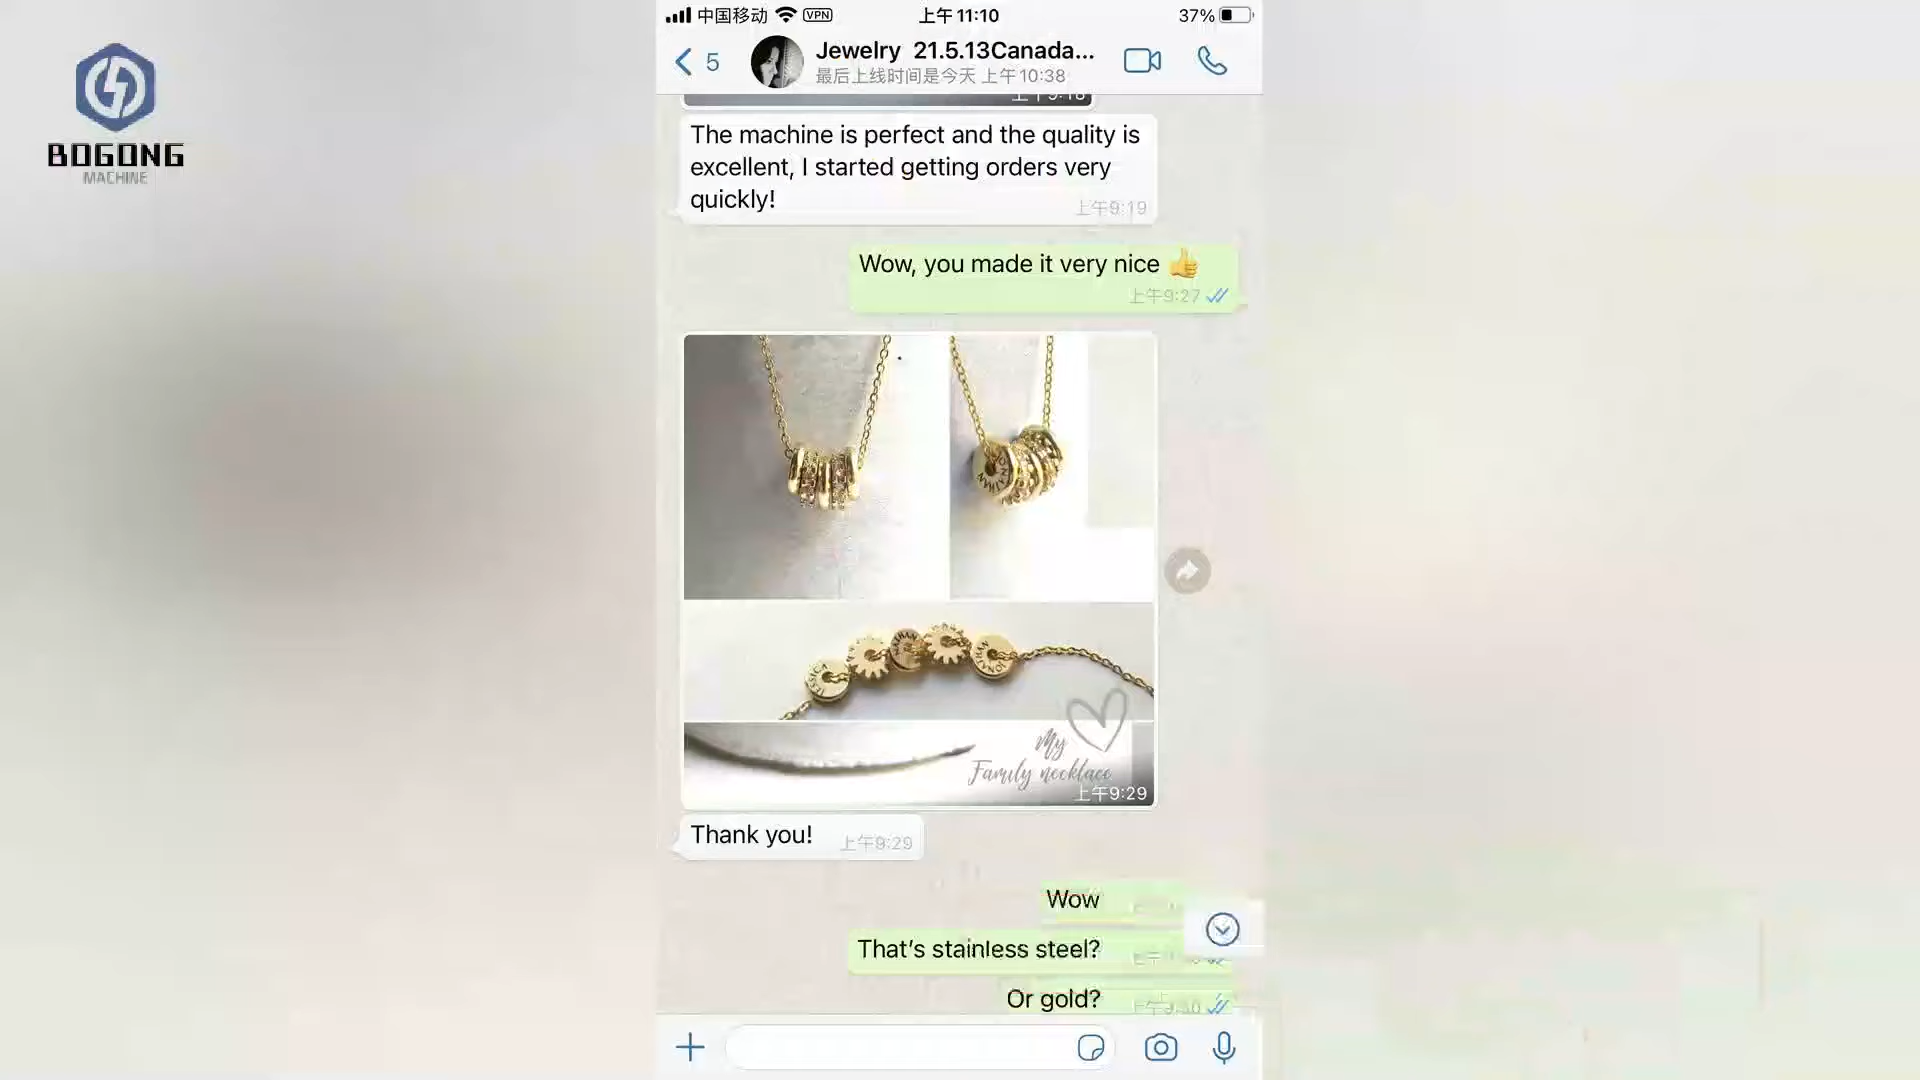 中国移动 VPN 上午11:10 37%
BOGONG
MACHINE
5 Jewelry 21.5.13Canada...
最后上线时间是今天 上午10:38
The machine is perfect and the quality is
excellent, I started getting orders very
quickly!
上午9:19
Wow, you made it very nice 👍
上午9:27
JONATHAN
JESSICA
JONATHAN
My
Family necklace
上午9:29
Thank you! 上午9:29
Wow
That's stainless steel?
Or gold?